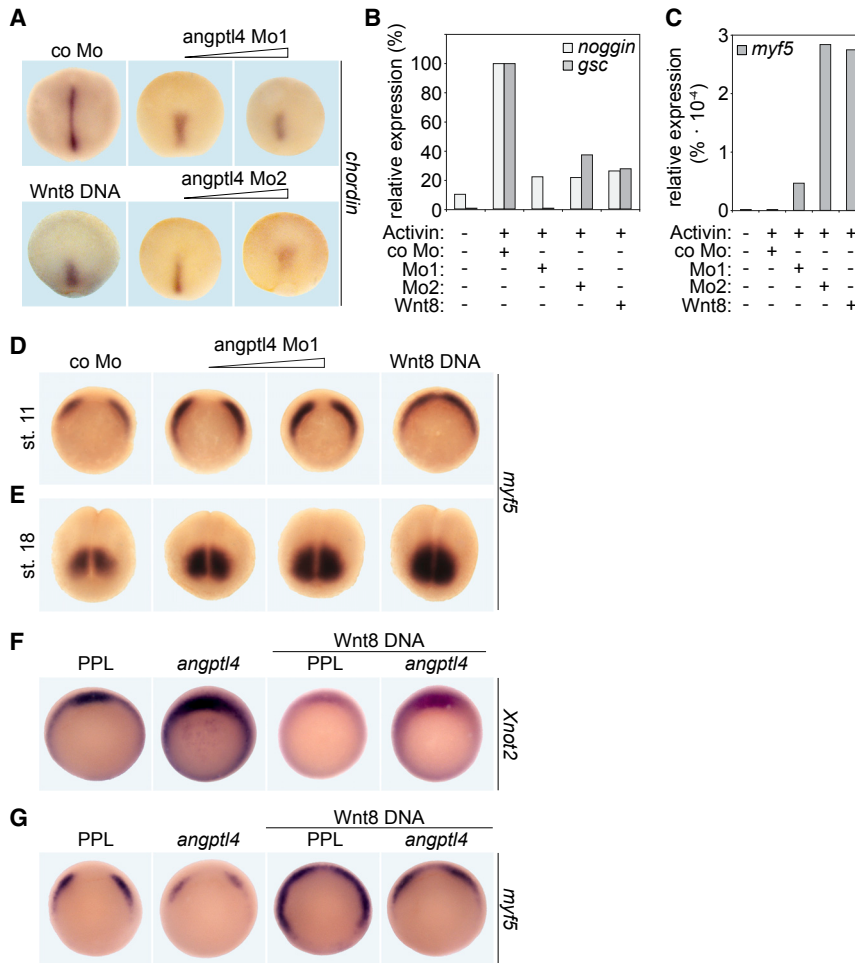 A
co Mo
angptl4 Mo1
Wnt8 DNA
angptl4 Mo2
chordin
B
relative expression (%)
noggin
gsc
100
80
60
40
20
0
Activin: - + + + +
co Mo: - + - - -
Mo1: - - + - -
Mo2: - - - + -
Wnt8: - - - - +
C
relative expression
(% · 10⁻⁴)
myf5
3
2
1
0
Activin: - + + + +
co Mo: - + - - -
Mo1: - - + - -
Mo2: - - - + -
Wnt8: - - - - +
D
co Mo
angptl4 Mo1
Wnt8 DNA
st. 11
E
st. 18
myf5
F
Wnt8 DNA
PPL
angptl4
PPL
angptl4
Xnot2
G
Wnt8 DNA
PPL
angptl4
PPL
angptl4
myf5